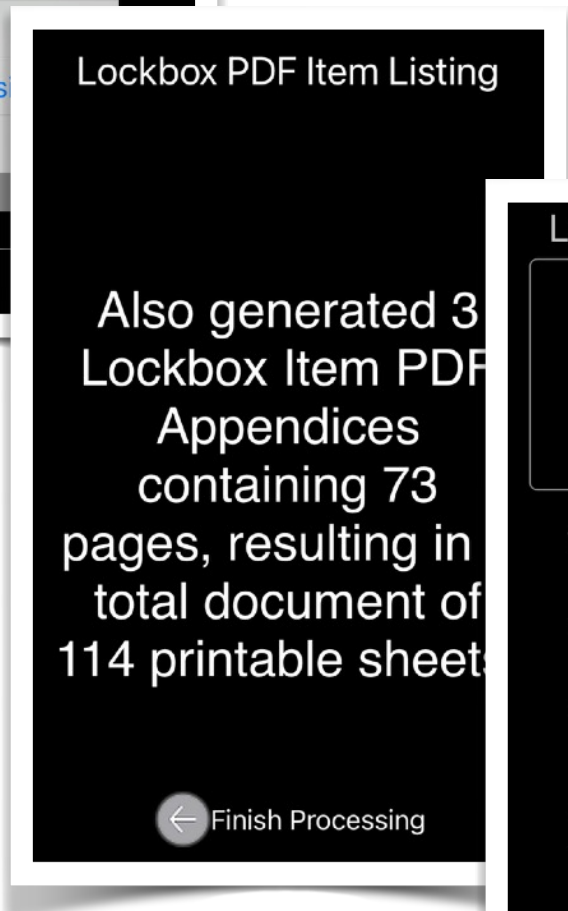 Lockbox PDF Item Listing
Also generated 3
Lockbox Item PDF
Appendices
containing 73
pages, resulting in
total document of
114 printable
Finish Processing